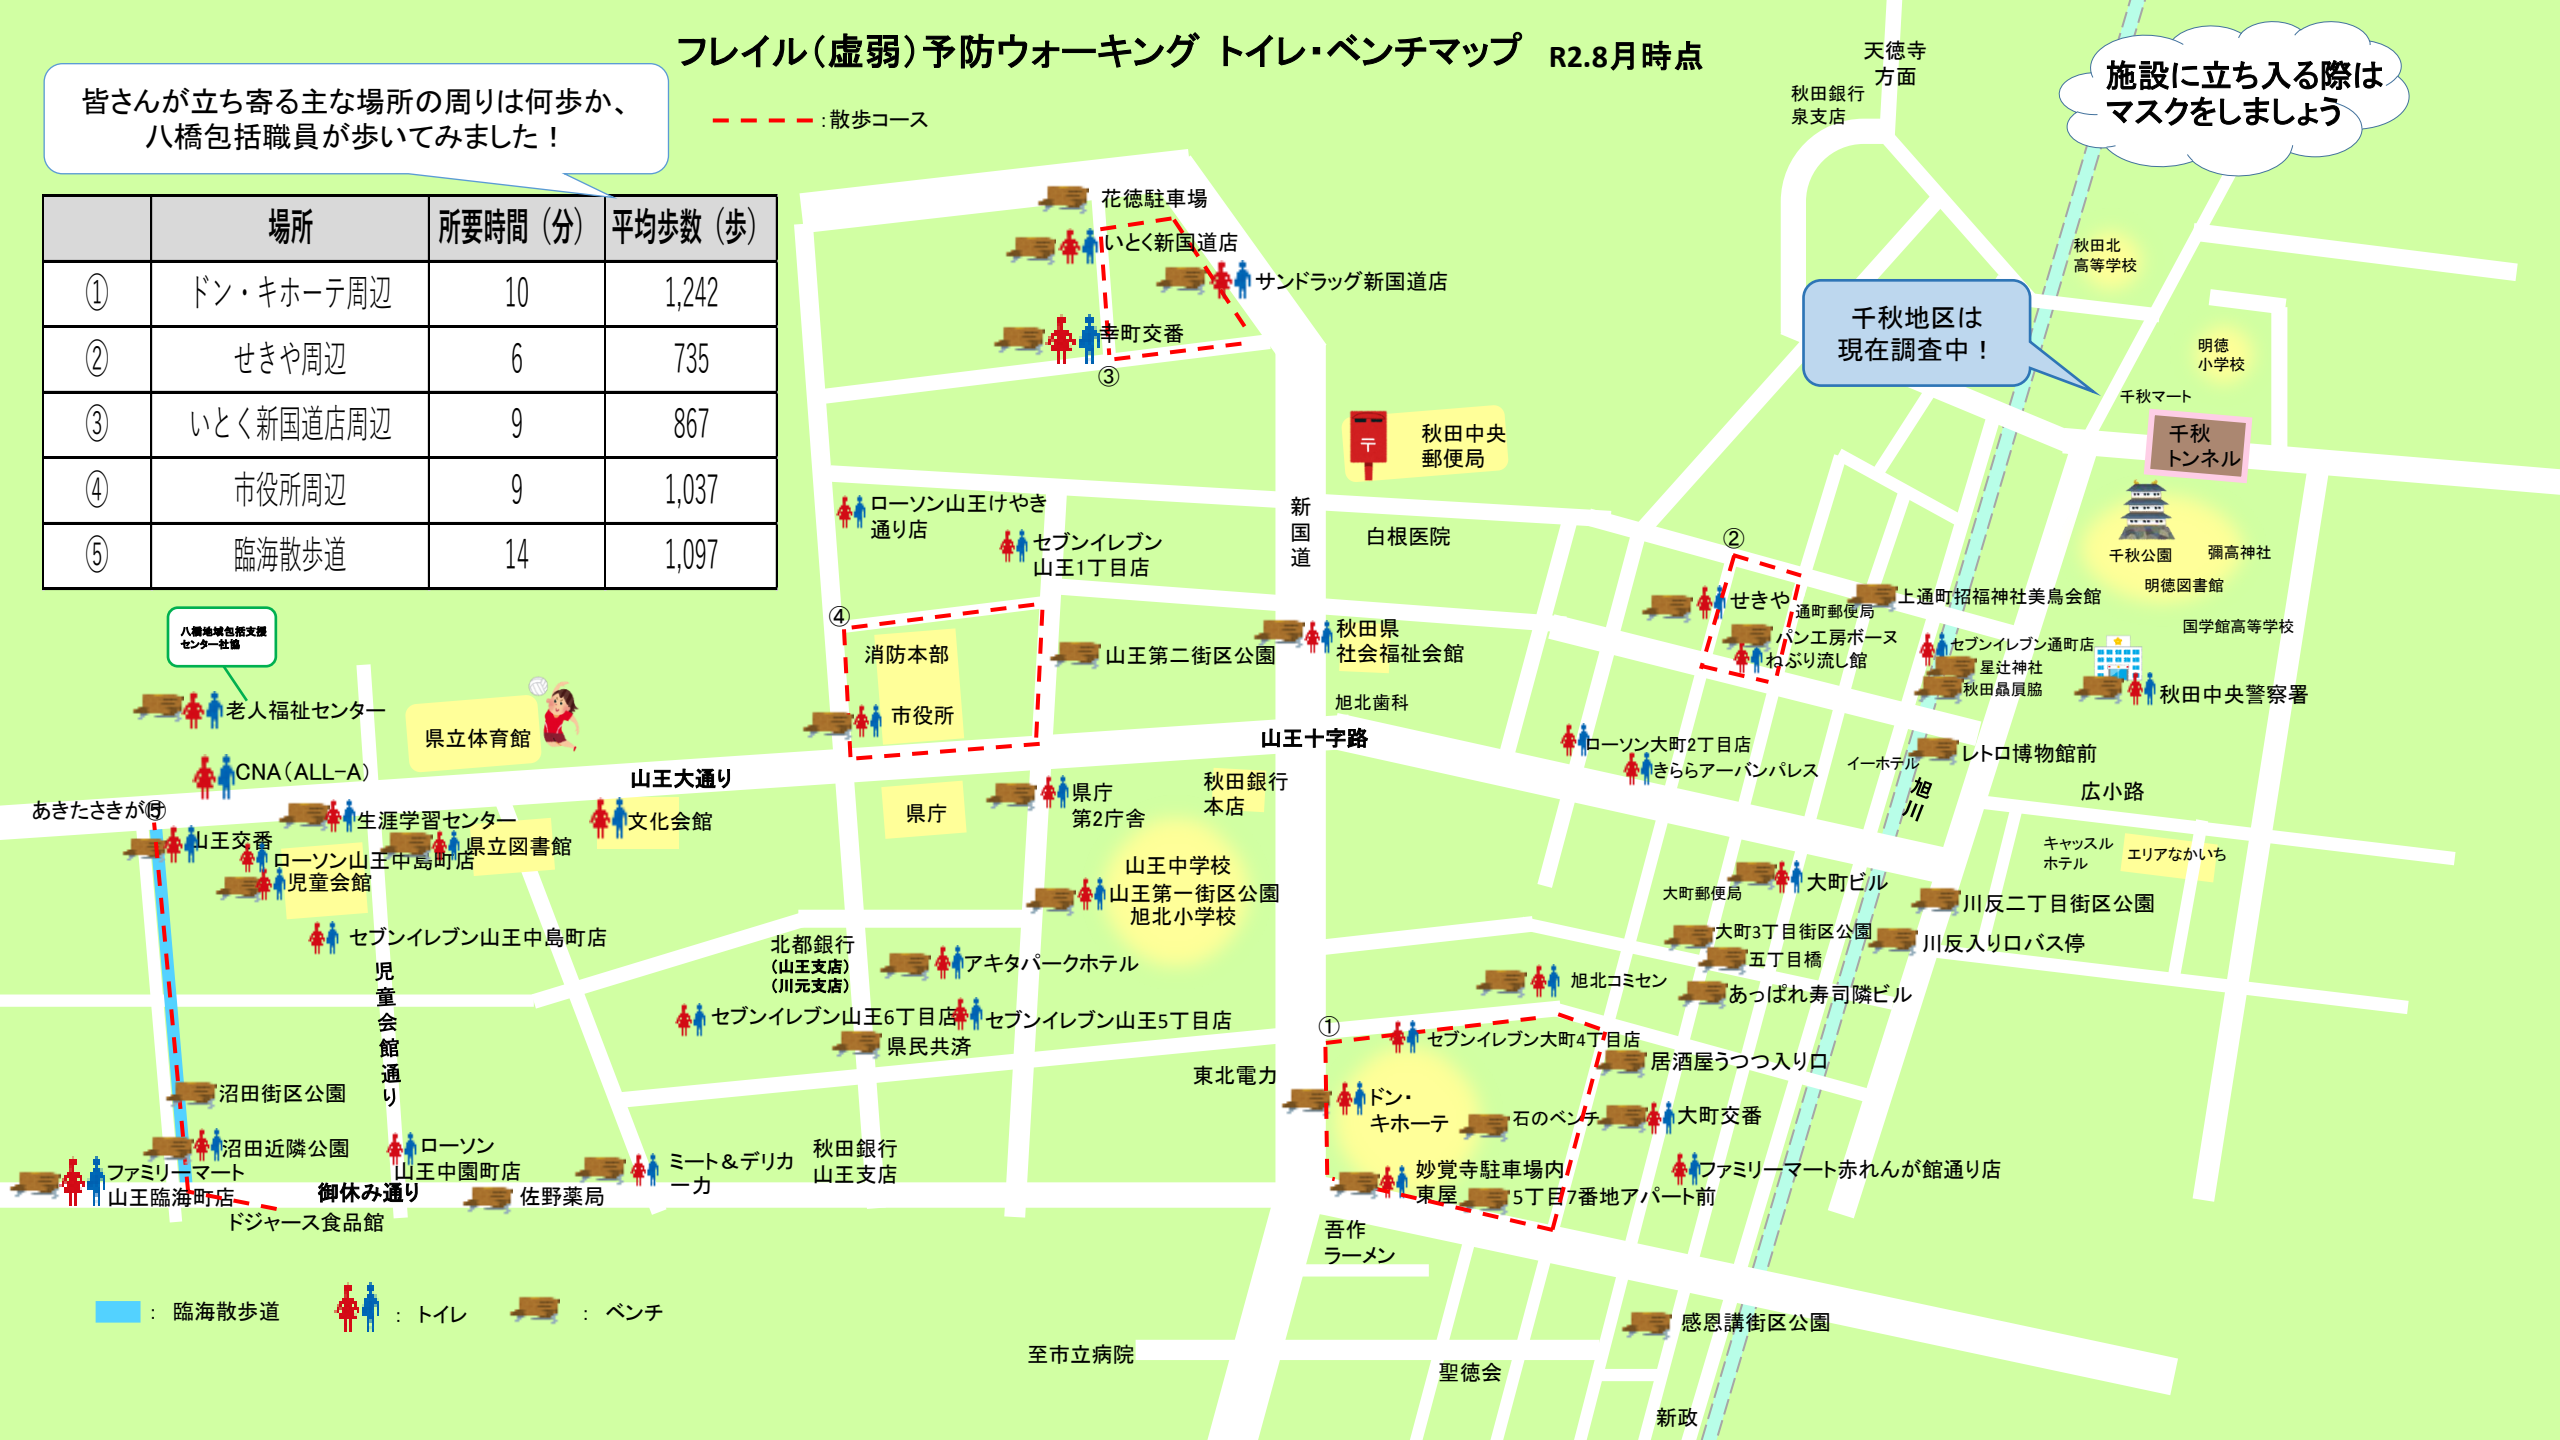 フレイル（虚弱）予防ウォーキング トイレ・ベンチマップ R2.8月時点
皆さんが立ち寄る主な場所の周りは何歩か、
八橋包括職員が歩いてみました！
：散歩コース
場所 所要時間（分） 平均歩数（歩）
① ドン・キホーテ周辺 10 1,242
② せきや周辺 6 735
③ いとく新国道店周辺 9 867
④ 市役所周辺 9 1,037
⑤ 臨海散歩道 14 1,097
天徳寺
方面
秋田銀行
泉支店
施設に立ち入る際は
マスクをしましょう
花徳駐車場
いとく新国道店
サンドラッグ新国道店
幸町交番
③
秋田北
高等学校
千秋地区は
現在調査中！
明徳
小学校
千秋マート
千秋
トンネル
千秋公園
彌高神社
明徳図書館
国学館高等学校
〒
秋田中央
郵便局
新
国
道
白根医院
ローソン山王けやき
通り店
セブンイレブン
山王1丁目店
④
消防本部
市役所
山王第二街区公園
秋田県
社会福祉会館
旭北歯科
山王十字路
②
せきや
通町郵便局
パン工房ボーヌ
ねぶり流し館
上通町招福神社美鳥会館
セブンイレブン通町店
星辻神社
秋田贔屓脇
秋田中央警察署
ローソン大町2丁目店
きららアーバンパレス
イーホテル
レトロ博物館前
旭
川
広小路
キャッスル
ホテル
エリアなかいち
八橋地域包括支援
センター社協
老人福祉センター
CNA（ALL-A）
県立体育館
山王大通り
あきたさきが
⑤
山王交番
生涯学習センター
県立図書館
ローソン山王中島町店
児童会館
文化会館
セブンイレブン山王中島町店
県庁
県庁
第2庁舎
秋田銀行
本店
山王中学校
山王第一街区公園
旭北小学校
児
童
会
館
通
り
北都銀行
（山王支店）
（川元支店）
アキタパークホテル
セブンイレブン山王6丁目店
セブンイレブン山王5丁目店
県民共済
東北電力
大町郵便局
大町ビル
川反二丁目街区公園
大町3丁目街区公園
川反入り口バス停
五丁目橋
あっぱれ寿司隣ビル
旭北コミセン
①
セブンイレブン大町4丁目店
居酒屋うつつ入り口
ドン・
キホーテ
石のベンチ
大町交番
妙覚寺駐車場内
東屋
ファミリーマート赤れんが館通り店
5丁目7番地アパート前
沼田街区公園
沼田近隣公園
ファミリーマート
山王臨海町店
ローソン
山王中園町店
御休み通り
佐野薬局
ドジャース食品館
ミート＆デリカ
一力
秋田銀行
山王支店
吾作
ラーメン
感恩講街区公園
至市立病院
聖徳会
新政
： 臨海散歩道
： トイレ
： ベンチ